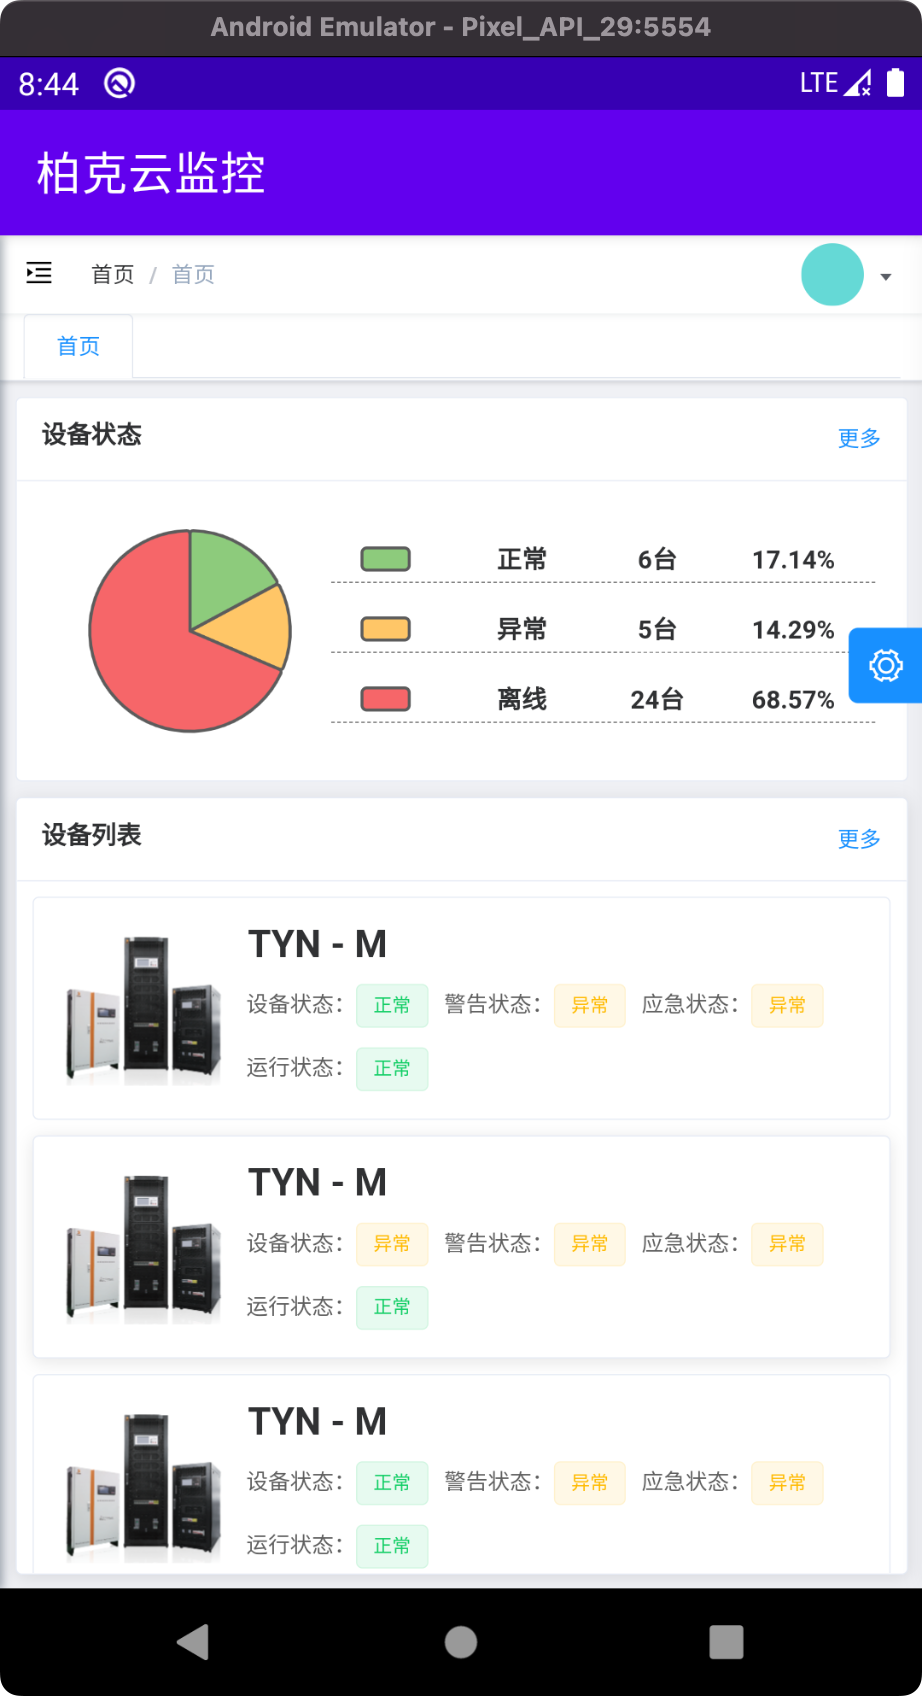 Android Emulator - Pixel_API_29:5554
8:44 LTE
柏克云监控
首页 / 首页
首页
设备状态 更多
正常 6台 17.14%
异常 5台 14.29%
离线 24台 68.57%
设备列表 更多
TYN - M
设备状态： 正常 警告状态： 异常 应急状态： 异常
运行状态： 正常
TYN - M
设备状态： 异常 警告状态： 异常 应急状态： 异常
运行状态： 正常
TYN - M
设备状态： 正常 警告状态： 异常 应急状态： 异常
运行状态： 正常